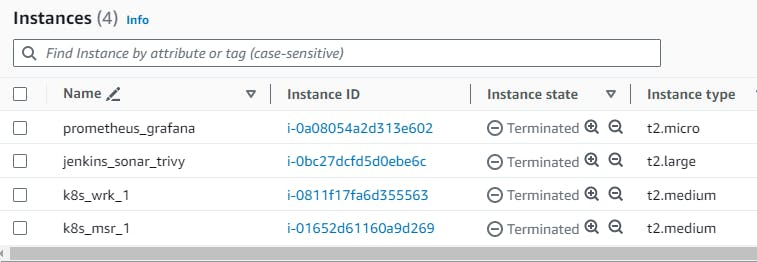 Instances (4) Info
Find Instance by attribute or tag (case-sensitive)
Name Instance ID Instance state Instance type
prometheus_grafana i-0a08054a2d313e602 Terminated t2.micro
jenkins_sonar_trivy i-0bc27dcfd5d0ebe6c Terminated t2.large
k8s_wrk_1 i-0811f17fa6d355563 Terminated t2.medium
k8s_msr_1 i-01652d61160a9d269 Terminated t2.medium